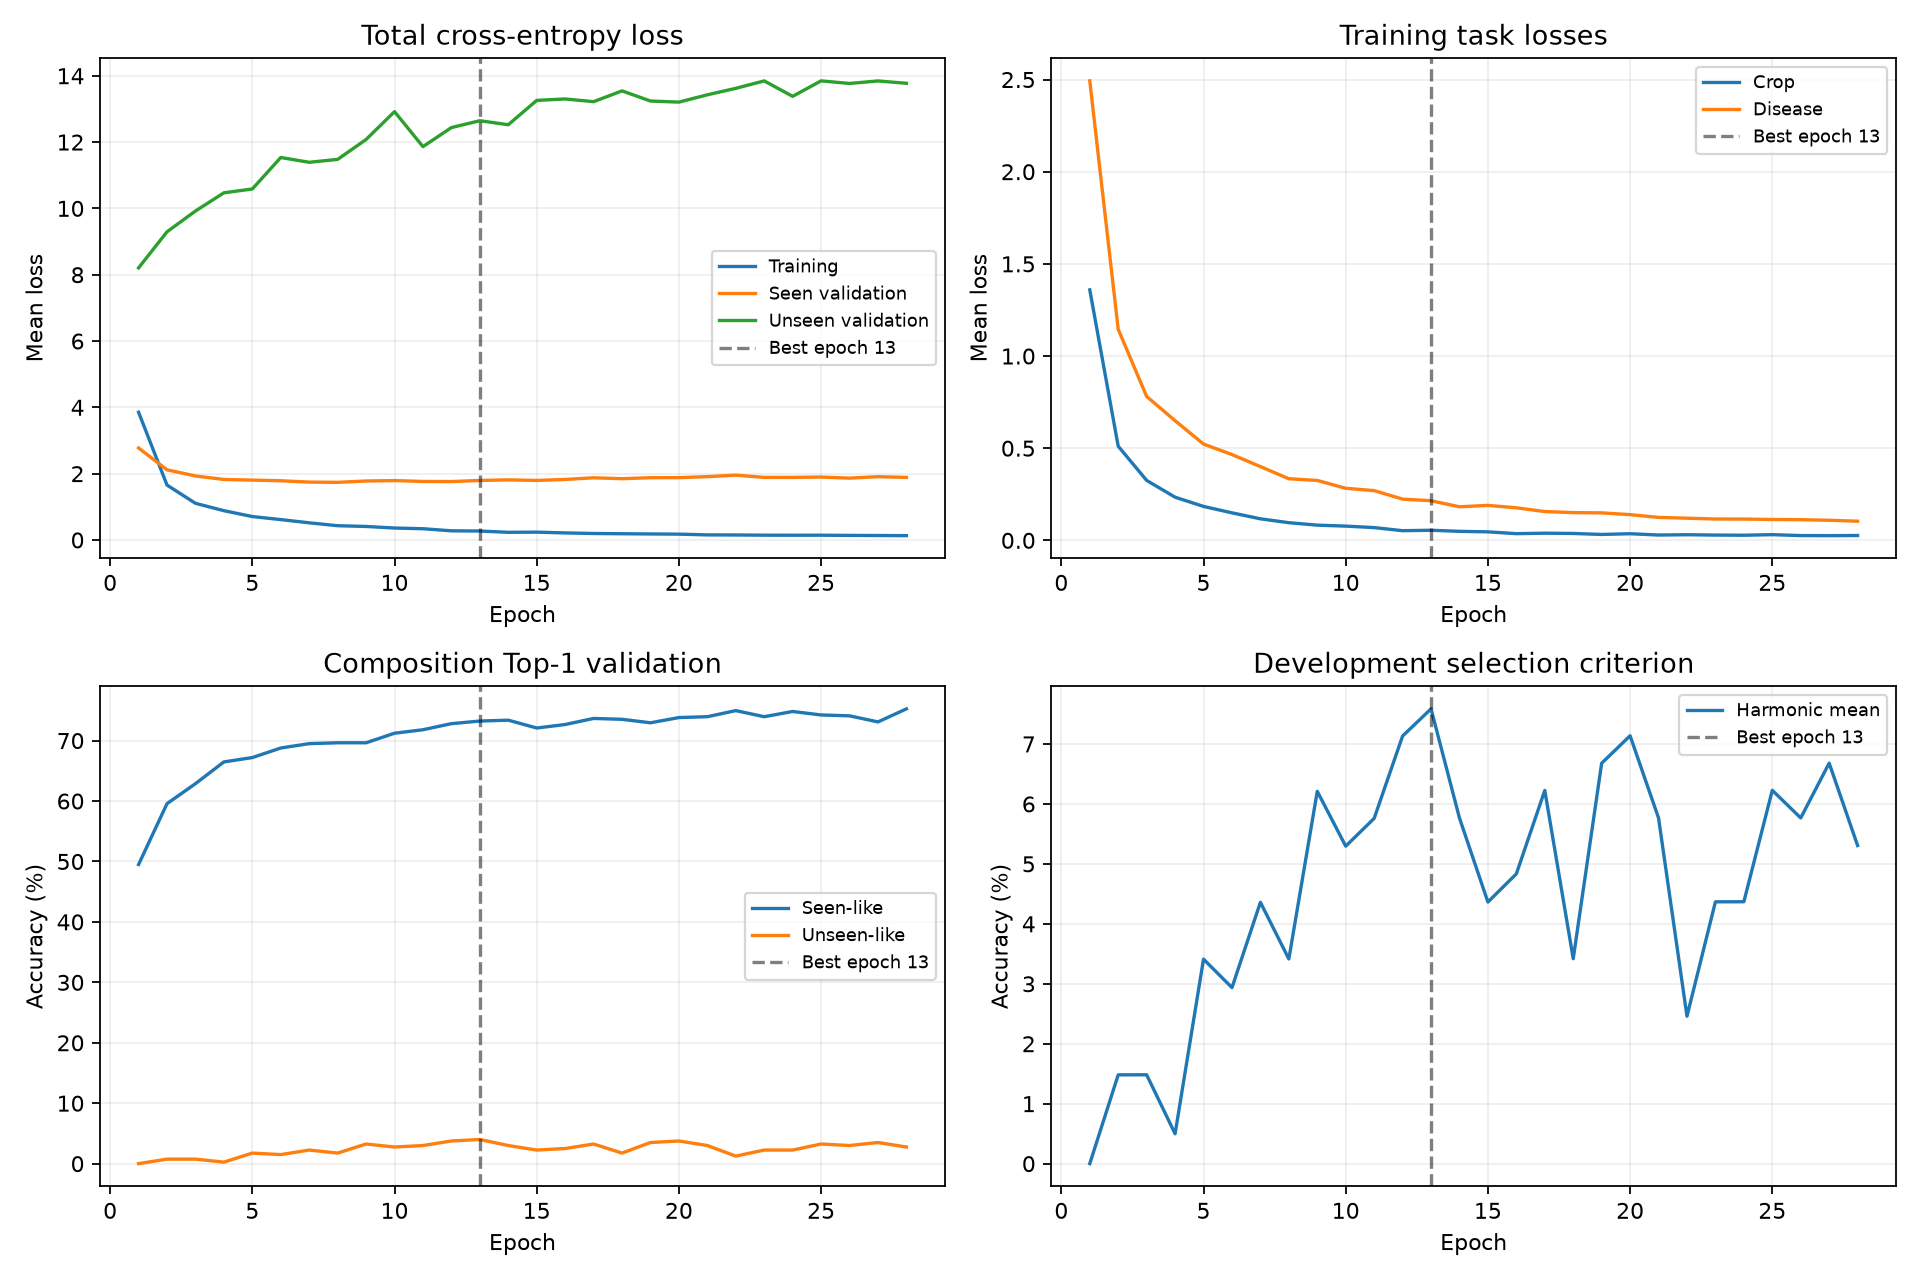 Total cross-entropy loss
Mean loss
14
12
10
8
6
4
2
0
Training
Seen validation
Unseen validation
Best epoch 13
0
5
10
15
20
25
Epoch
Training task losses
Mean loss
2.5
2.0
1.5
1.0
0.5
0.0
Crop
Disease
Best epoch 13
0
5
10
15
20
25
Epoch
Composition Top-1 validation
Accuracy (%)
70
60
50
40
30
20
10
0
Seen-like
Unseen-like
Best epoch 13
0
5
10
15
20
25
Epoch
Development selection criterion
Accuracy (%)
7
6
5
4
3
2
1
0
Harmonic mean
Best epoch 13
0
5
10
15
20
25
Epoch